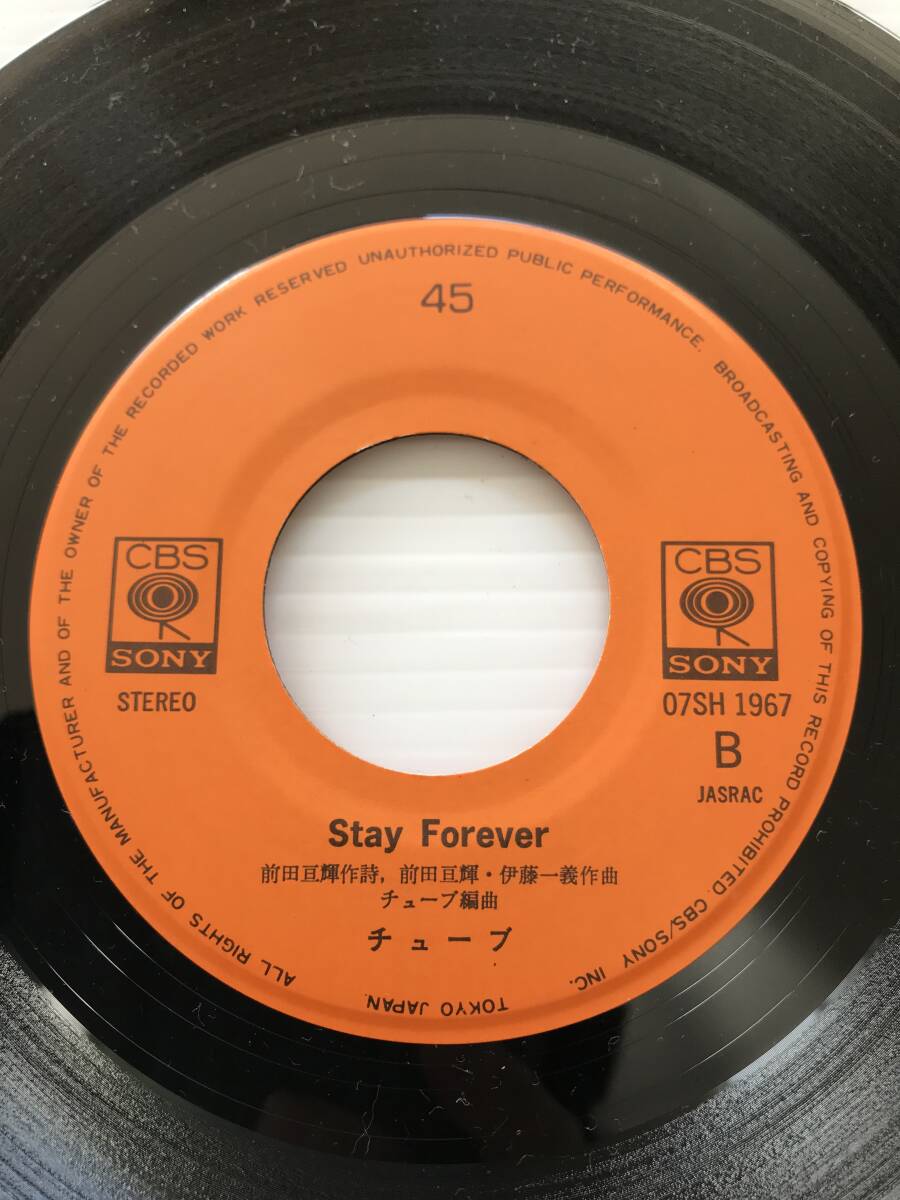 45
CBS
SONY
STEREO
CBS
SONY
07SH 1967
B
JASRAC
Stay Forever
前田亘輝作詩, 前田亘輝・伊藤一義作曲
チューブ編曲
チューブ
ALL RIGHTS OF THE MANUFACTURER AND OF THE OWNER OF THE RECORDED WORK RESERVED UNAUTHORIZED PUBLIC PERFORMANCE. BROADCASTING AND COPYING OF THIS RECORD PROHIBITED. CBS/SONY INC.
TOKYO JAPAN.